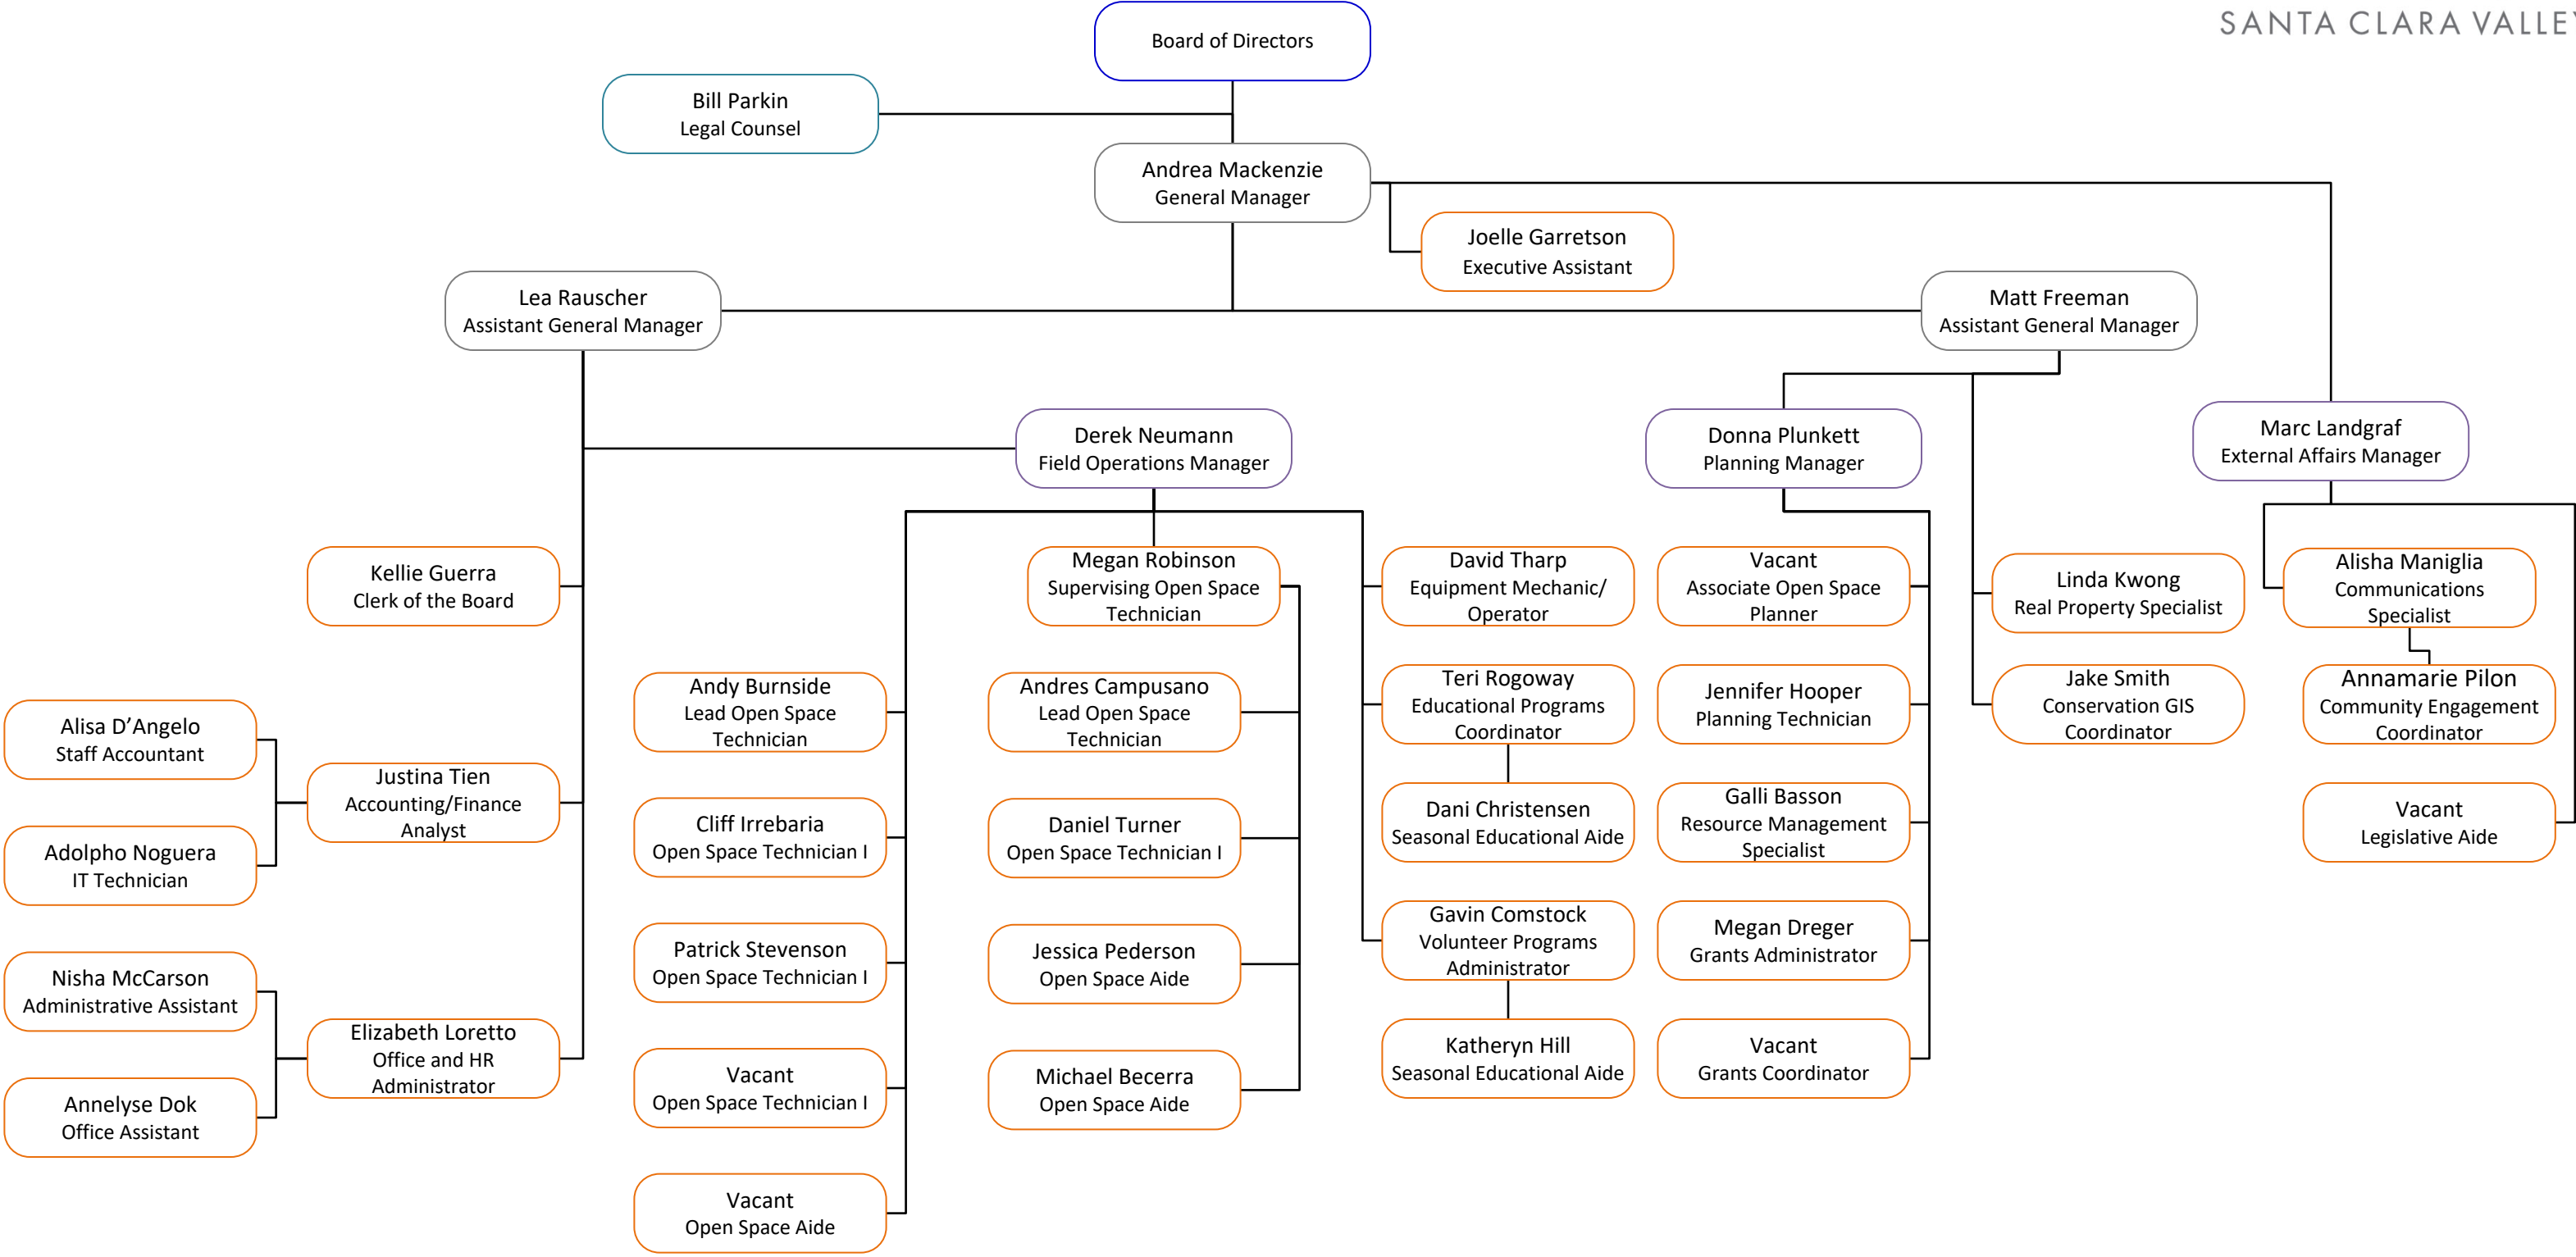 SANTA CLARA VALLEY
Board of Directors
Bill Parkin
Legal Counsel
Andrea Mackenzie
General Manager
Joelle Garretson
Executive Assistant
Lea Rauscher
Assistant General Manager
Matt Freeman
Assistant General Manager
Derek Neumann
Field Operations Manager
Donna Plunkett
Planning Manager
Marc Landgraf
External Affairs Manager
Kellie Guerra
Clerk of the Board
Alisa D’Angelo
Staff Accountant
Adolpho Noguera
IT Technician
Justina Tien
Accounting/Finance
Analyst
Nisha McCarson
Administrative Assistant
Annelyse Dok
Office Assistant
Elizabeth Loretto
Office and HR
Administrator
Andy Burnside
Lead Open Space
Technician
Cliff Irrebaria
Open Space Technician I
Patrick Stevenson
Open Space Technician I
Vacant
Open Space Technician I
Vacant
Open Space Aide
Megan Robinson
Supervising Open Space
Technician
Andres Campusano
Lead Open Space
Technician
Daniel Turner
Open Space Technician I
Jessica Pederson
Open Space Aide
Michael Becerra
Open Space Aide
David Tharp
Equipment Mechanic/
Operator
Teri Rogoway
Educational Programs
Coordinator
Dani Christensen
Seasonal Educational Aide
Gavin Comstock
Volunteer Programs
Administrator
Katheryn Hill
Seasonal Educational Aide
Vacant
Associate Open Space
Planner
Jennifer Hooper
Planning Technician
Galli Basson
Resource Management
Specialist
Megan Dreger
Grants Administrator
Vacant
Grants Coordinator
Linda Kwong
Real Property Specialist
Jake Smith
Conservation GIS
Coordinator
Alisha Maniglia
Communications
Specialist
Annamarie Pilon
Community Engagement
Coordinator
Vacant
Legislative Aide